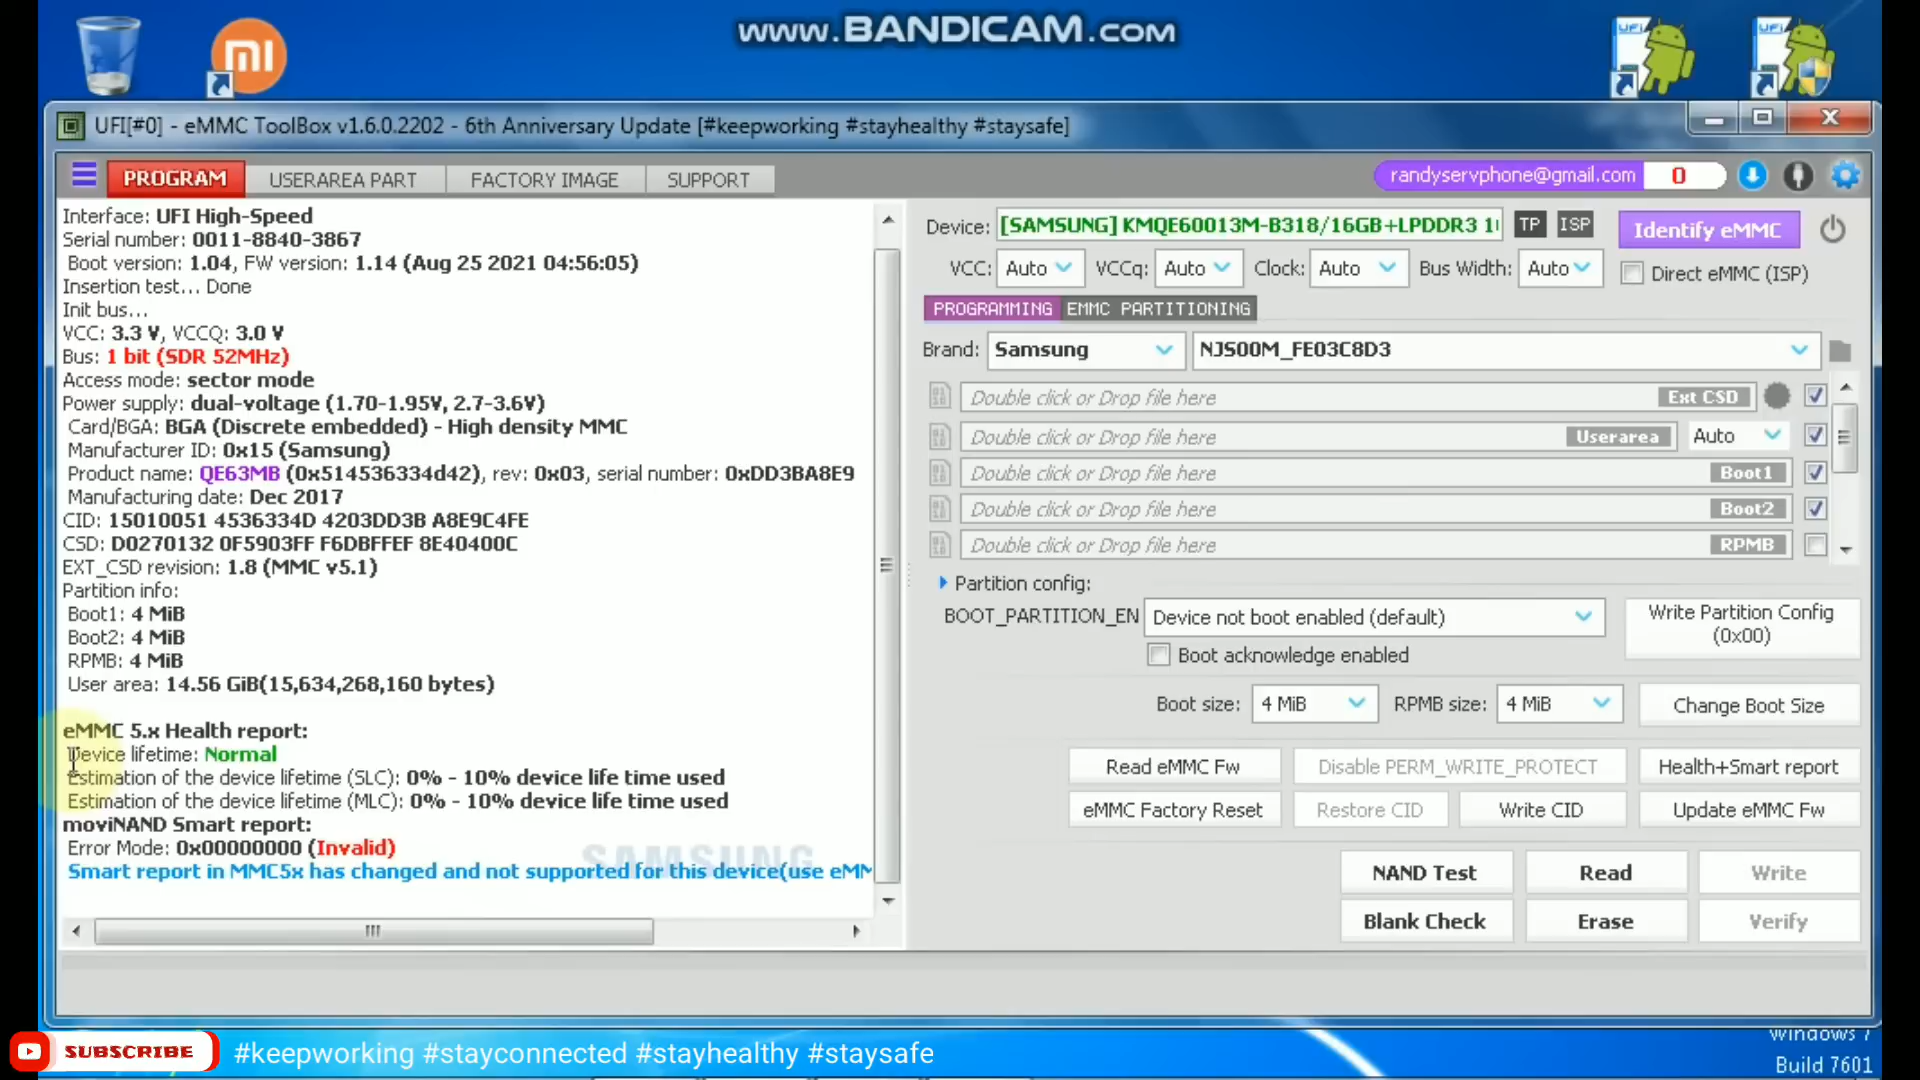 www.BANDICAM.com
UFI[#0] - eMMC ToolBox v1.6.0.2202 - 6th Anniversary Update [#keepworking #stayhealthy #staysafe]
PROGRAM
USERAREA PART
FACTORY IMAGE
SUPPORT
randyservphone@gmail.com
0
Interface: UFI High-Speed
Serial number: 0011-8840-3867
Boot version: 1.04, FW version: 1.14 (Aug 25 2021 04:56:05)
Insertion test... Done
Init bus...
VCC: 3.3 V, VCCQ: 3.0 V
Bus: 1 bit (SDR 52MHz)
Access mode: sector mode
Power supply: dual-voltage (1.70-1.95V, 2.7-3.6V)
Card/BGA: BGA (Discrete embedded) - High density MMC
Manufacturer ID: 0x15 (Samsung)
Product name: QE63MB (0x514536334d42), rev: 0x03, serial number: 0xDD3BA8E9
Manufacturing date: Dec 2017
CID: 15010051 4536334D 4203DD3B A8E9C4FE
CSD: D0270132 0F5903FF F6DBFFEF 8E40400C
EXT_CSD revision: 1.8 (MMC v5.1)
Partition info:
Boot1: 4 MiB
Boot2: 4 MiB
RPMB: 4 MiB
User area: 14.56 GiB(15,634,268,160 bytes)
eMMC 5.x Health report:
Device lifetime: Normal
Estimation of the device lifetime (SLC): 0% - 10% device life time used
Estimation of the device lifetime (MLC): 0% - 10% device life time used
moviNAND Smart report:
Error Mode: 0x00000000 (Invalid)
SAMSUNG
Smart report in MMC5x has changed and not supported for this device(use eMM
Device: [SAMSUNG] KMQE60013M-B318/16GB+LPDDR3 1 TP ISP Identify eMMC
VCC: Auto VCCq: Auto Clock: Auto Bus Width: Auto Direct eMMC (ISP)
PROGRAMMING EMMC PARTITIONING
Brand: Samsung NJS00M_FE03C8D3
Double click or Drop file here Ext CSD
Double click or Drop file here Userarea Auto
Double click or Drop file here Boot1
Double click or Drop file here Boot2
Double click or Drop file here RPMB
Partition config:
BOOT_PARTITION_EN Device not boot enabled (default)
Write Partition Config
(0x00)
Boot acknowledge enabled
Boot size: 4 MiB RPMB size: 4 MiB Change Boot Size
Read eMMC Fw Disable PERM_WRITE_PROTECT Health+Smart report
eMMC Factory Reset Restore CID Write CID Update eMMC Fw
NAND Test Read Write
Blank Check Erase Verify
SUBSCRIBE
#keepworking #stayconnected #stayhealthy #staysafe
Windows 7
Build 7601